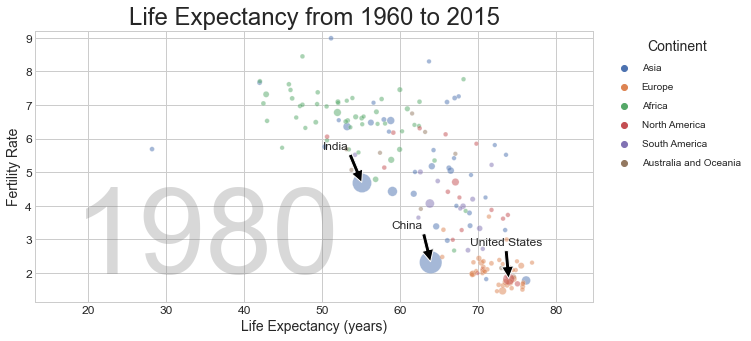 Life Expectancy from 1960 to 2015
Continent
Asia
Europe
Africa
North America
South America
Australia and Oceania
Fertility Rate
9
8
7
6
5
4
3
2
India
China
United States
1980
20
30
40
50
60
70
80
Life Expectancy (years)